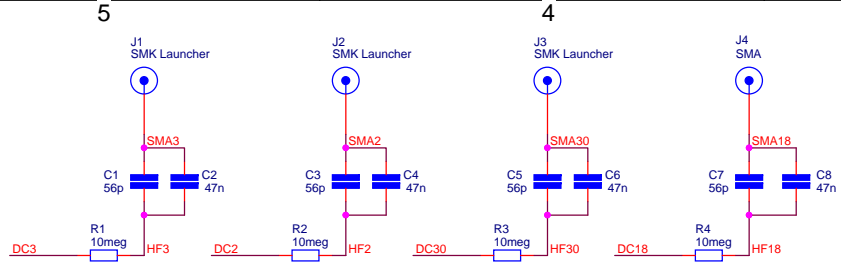 5 4
J1 J2 J3 J4
SMK Launcher SMK Launcher SMK Launcher SMA
SMA3 SMA2 SMA30 SMA18
C1 C2 C3 C4 C5 C6 C7 C8
56p 47n 56p 47n 56p 47n 56p 47n
R1 R2 R3 R4
DC3 10meg HF3 DC2 10meg HF2 DC30 10meg HF30 DC18 10meg HF18